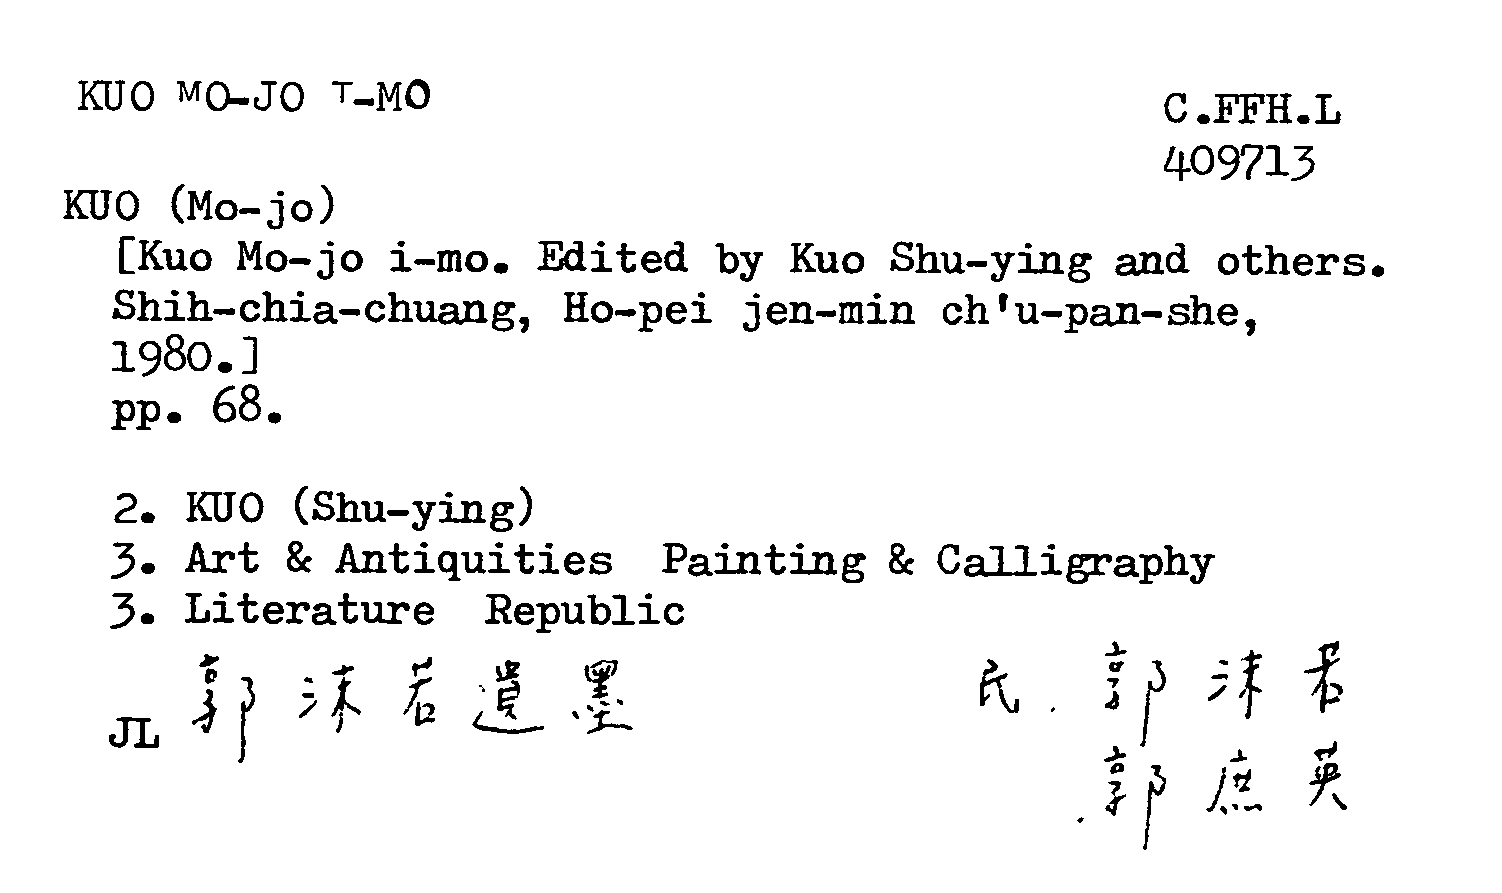 KUO MO-JO I-MO
C.FFH.L
409713
KUO (Mo-jo)
[Kuo Mo-jo i-mo. Edited by Kuo Shu-ying and others.
Shih-chia-chuang, Ho-pei jen-min ch'u-pan-she,
1980.]
pp. 68.
2. KUO (Shu-ying)
3. Art & Antiquities Painting & Calligraphy
3. Literature Republic
JL 郭沫若遺墨
民. 郭沫若
郭庶英